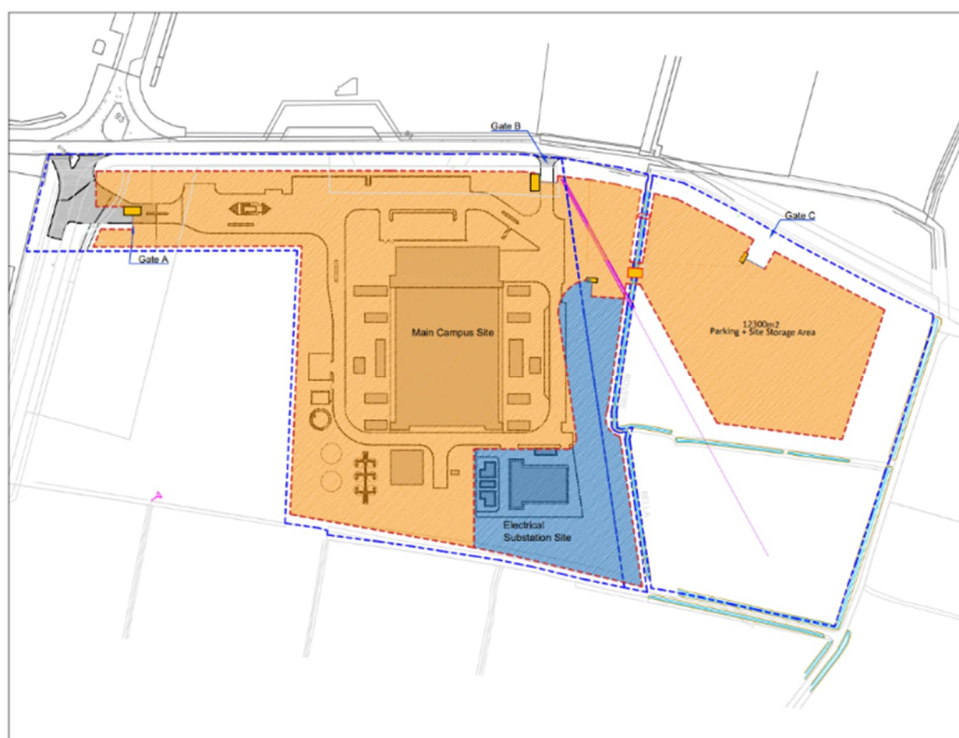 Gate B
Gate C
Gate A
Main Campus Site
12300m2
Parking + Site Storage Area
Electrical
Substation Site